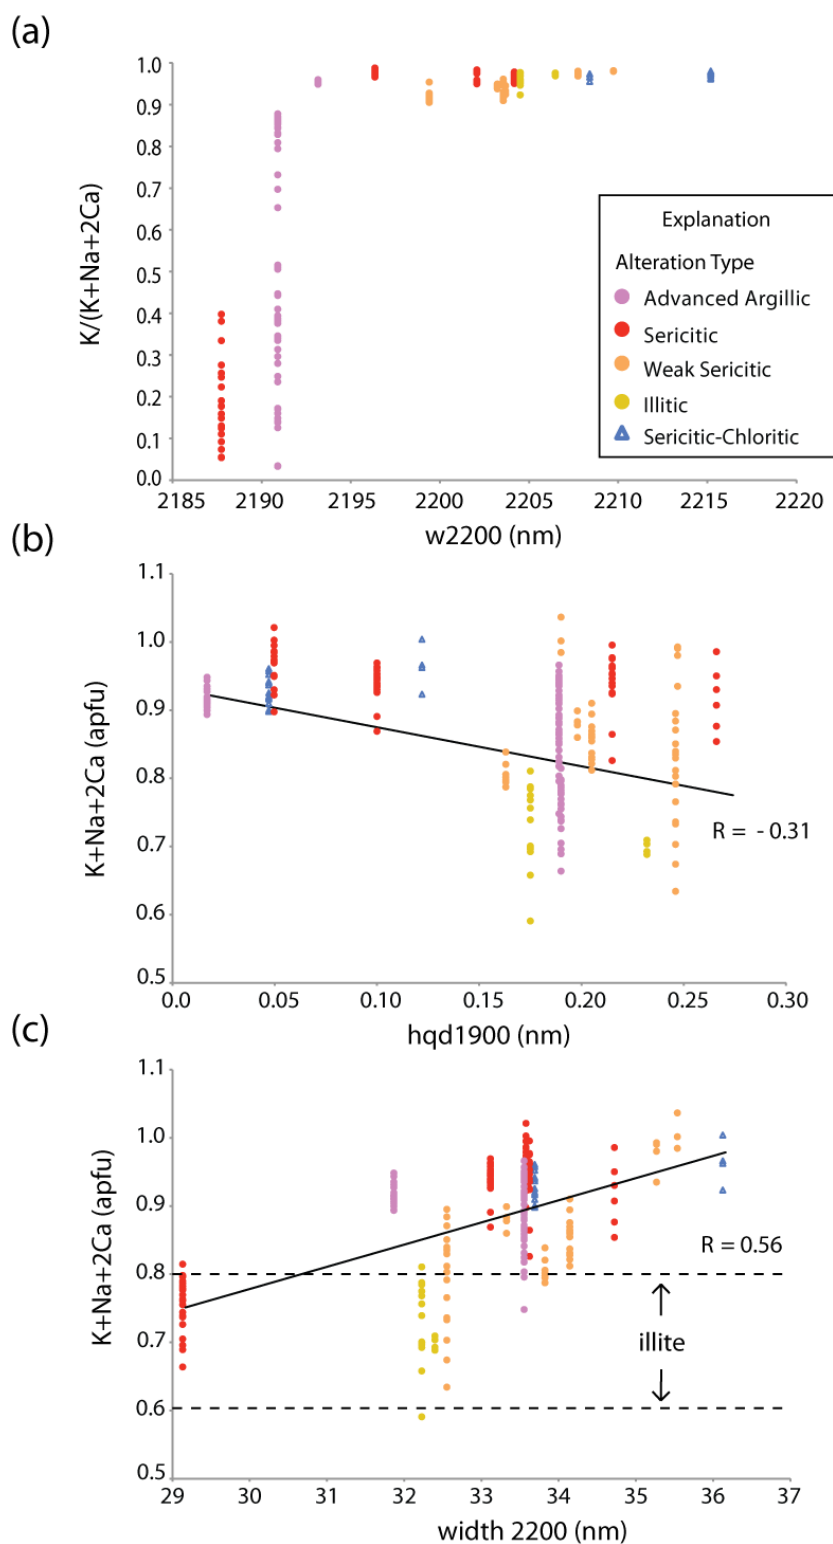 (a)
1.0
0.9
0.8
0.7
0.6
0.5
0.4
0.3
0.2
0.1
0.0
K/(K+Na+2Ca)
2185 2190 2195 2200 2205 2210 2215 2220
w2200 (nm)
Explanation
Alteration Type
Advanced Argillic
Sericitic
Weak Sericitic
Illitic
Sericitic-Chloritic
(b)
1.1
1.0
0.9
0.8
0.7
0.6
0.5
K+Na+2Ca (apfu)
R = - 0.31
0.0 0.05 0.10 0.15 0.20 0.25 0.30
hqd1900 (nm)
(c)
1.1
1.0
0.9
0.8
0.7
0.6
0.5
K+Na+2Ca (apfu)
R = 0.56
illite
29 30 31 32 33 34 35 36 37
width 2200 (nm)